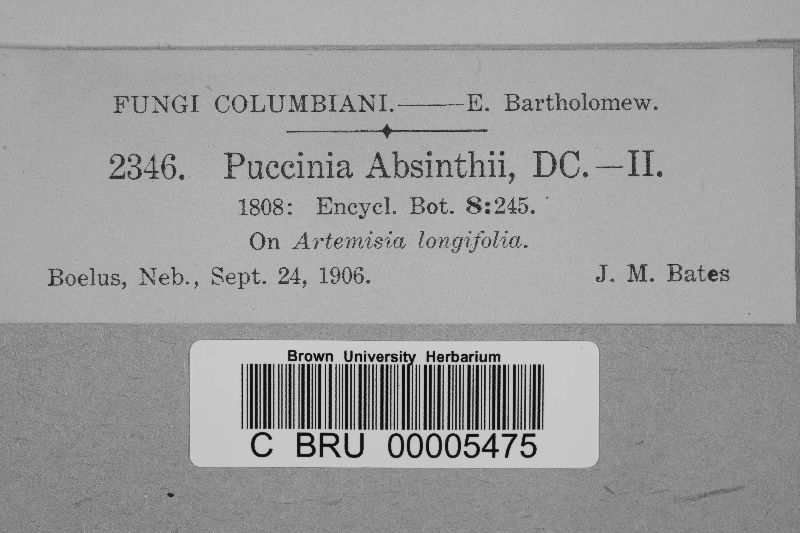 FUNGI COLUMBIANI.——E. Bartholomew.
2346. Puccinia Absinthii, DC.—II.
1808: Encycl. Bot. 8:245.
On Artemisia longifolia.
Boelus, Neb., Sept. 24, 1906. J. M. Bates
Brown University Herbarium
C BRU 00005475